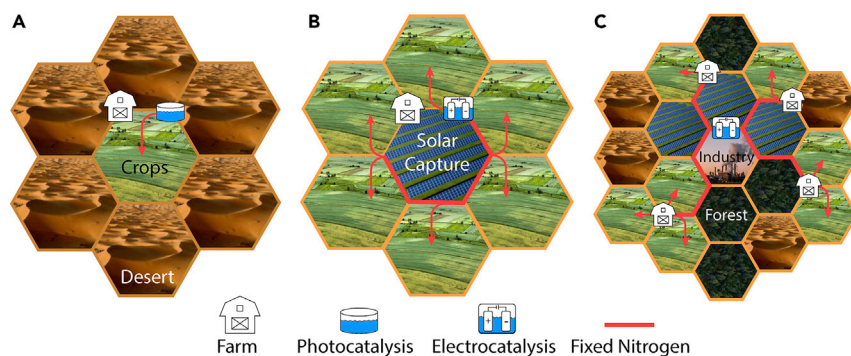 A
B
C
Crops
Desert
Solar
Capture
Industry
Forest
Farm
Photocatalysis
Electrocatalysis
Fixed Nitrogen